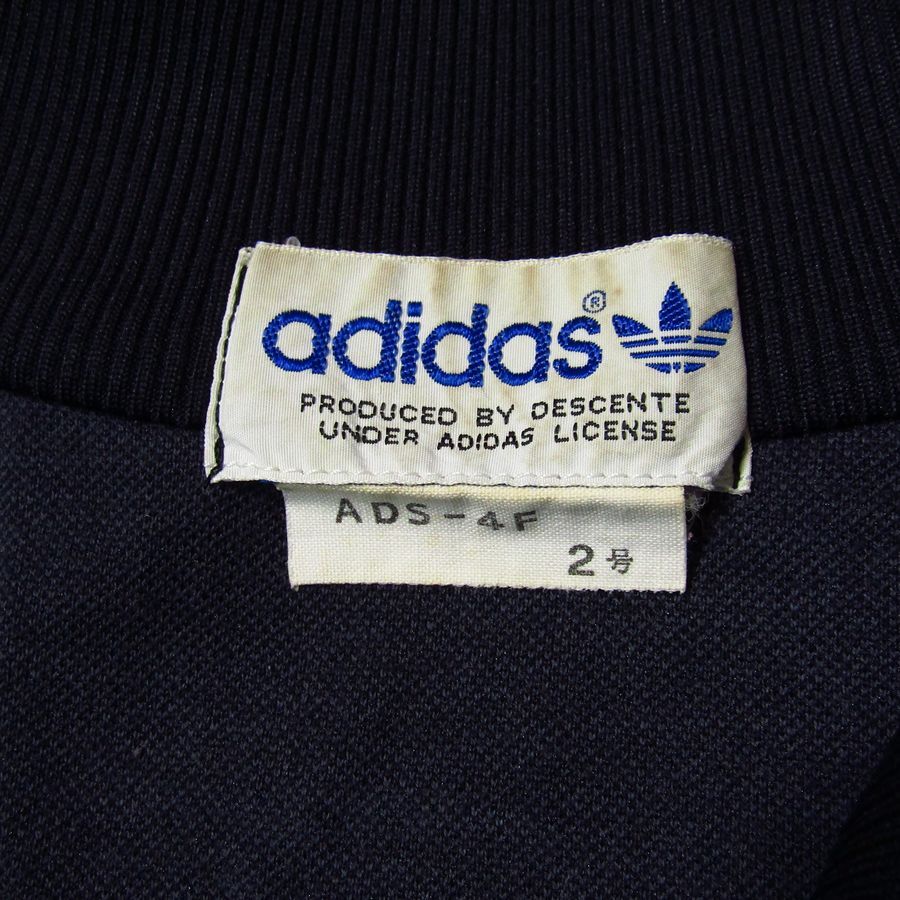 adidas®
PRODUCED BY DESCENTE
UNDER ADIDAS LICENSE
ADS-4F
2号